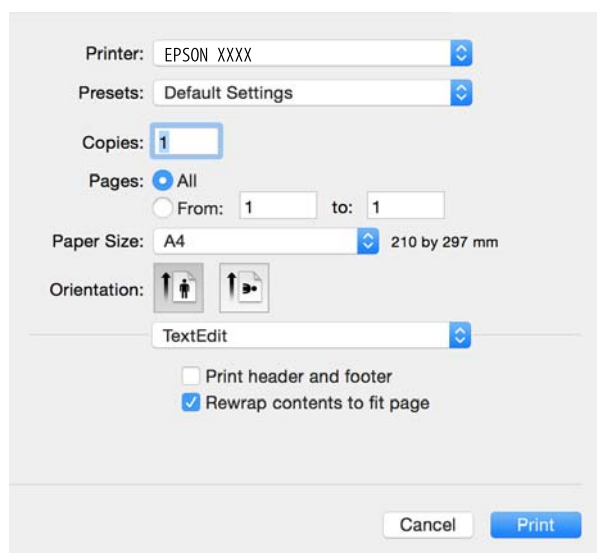 Printer: EPSON XXXX
Presets: Default Settings
Copies: 1
Pages: All
From: 1 to: 1
Paper Size: A4 210 by 297 mm
Orientation:
TextEdit
Print header and footer
Rewrap contents to fit page
Cancel Print